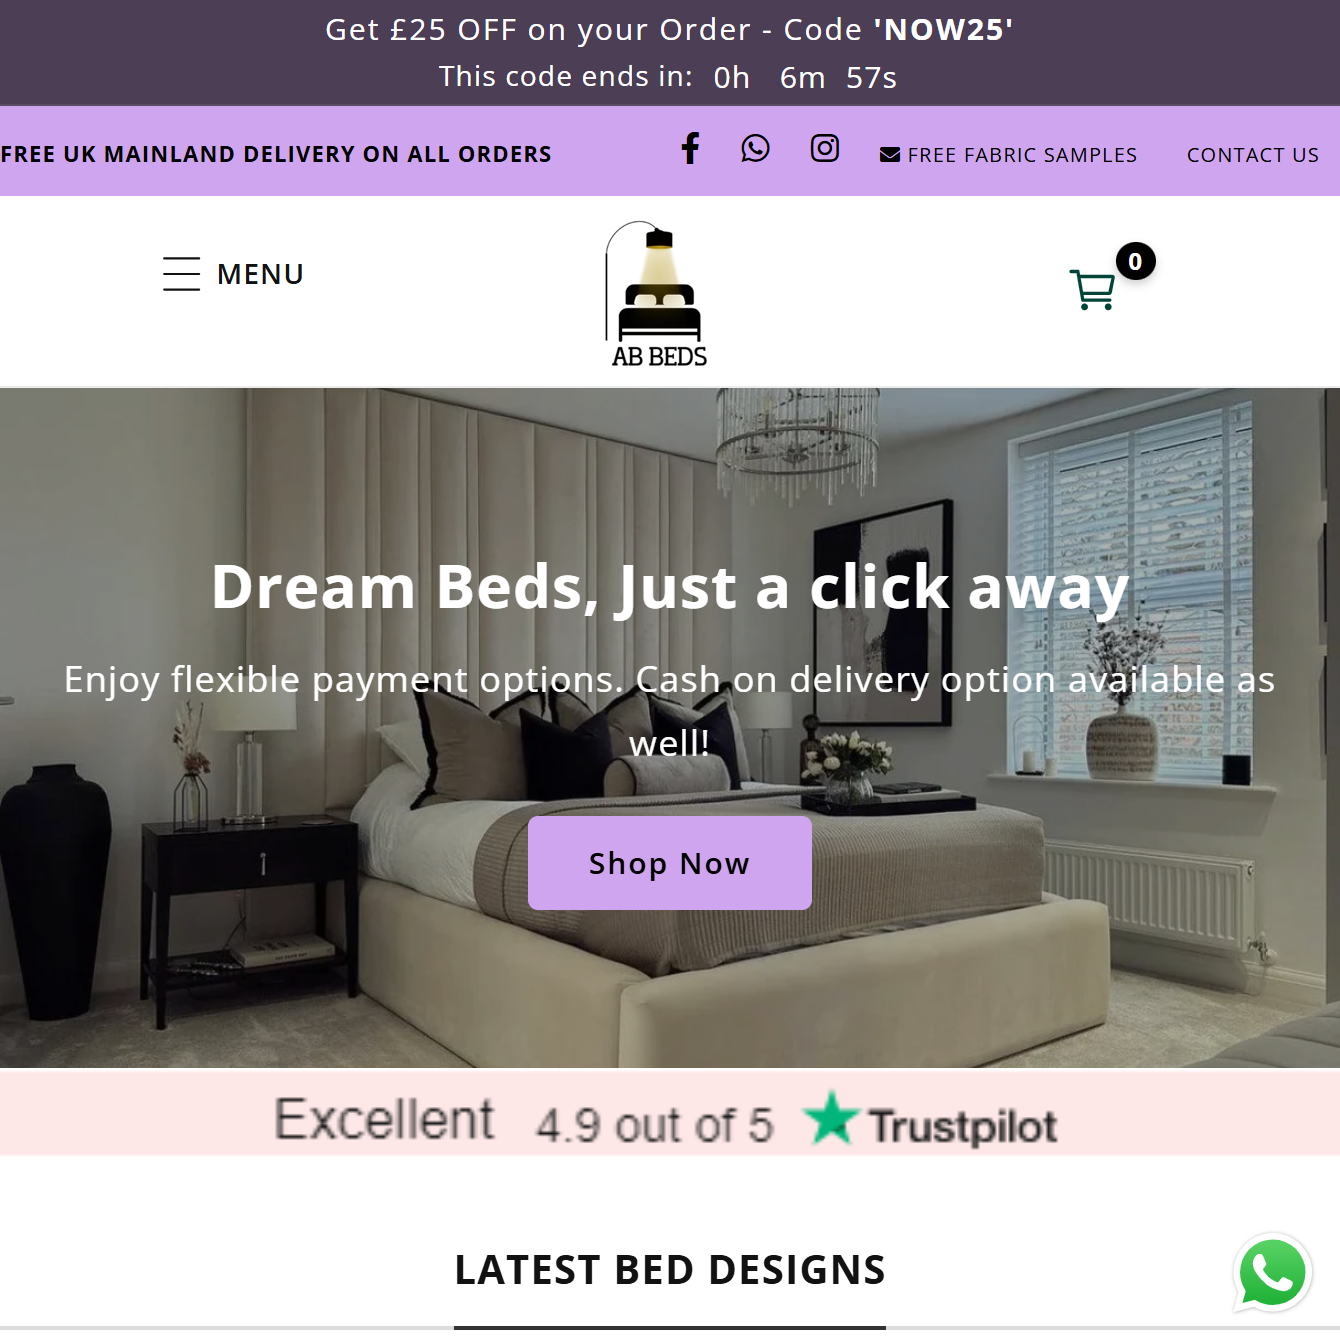 Get £25 OFF on your Order - Code 'NOW25'
This code ends in: 0h 6m 57s
FREE UK MAINLAND DELIVERY ON ALL ORDERS
FREE FABRIC SAMPLES
CONTACT US
MENU
AB BEDS
0
Dream Beds, Just a click away
Enjoy flexible payment options. Cash on delivery option available as
well!
Shop Now
Excellent 4.9 out of 5 Trustpilot
LATEST BED DESIGNS